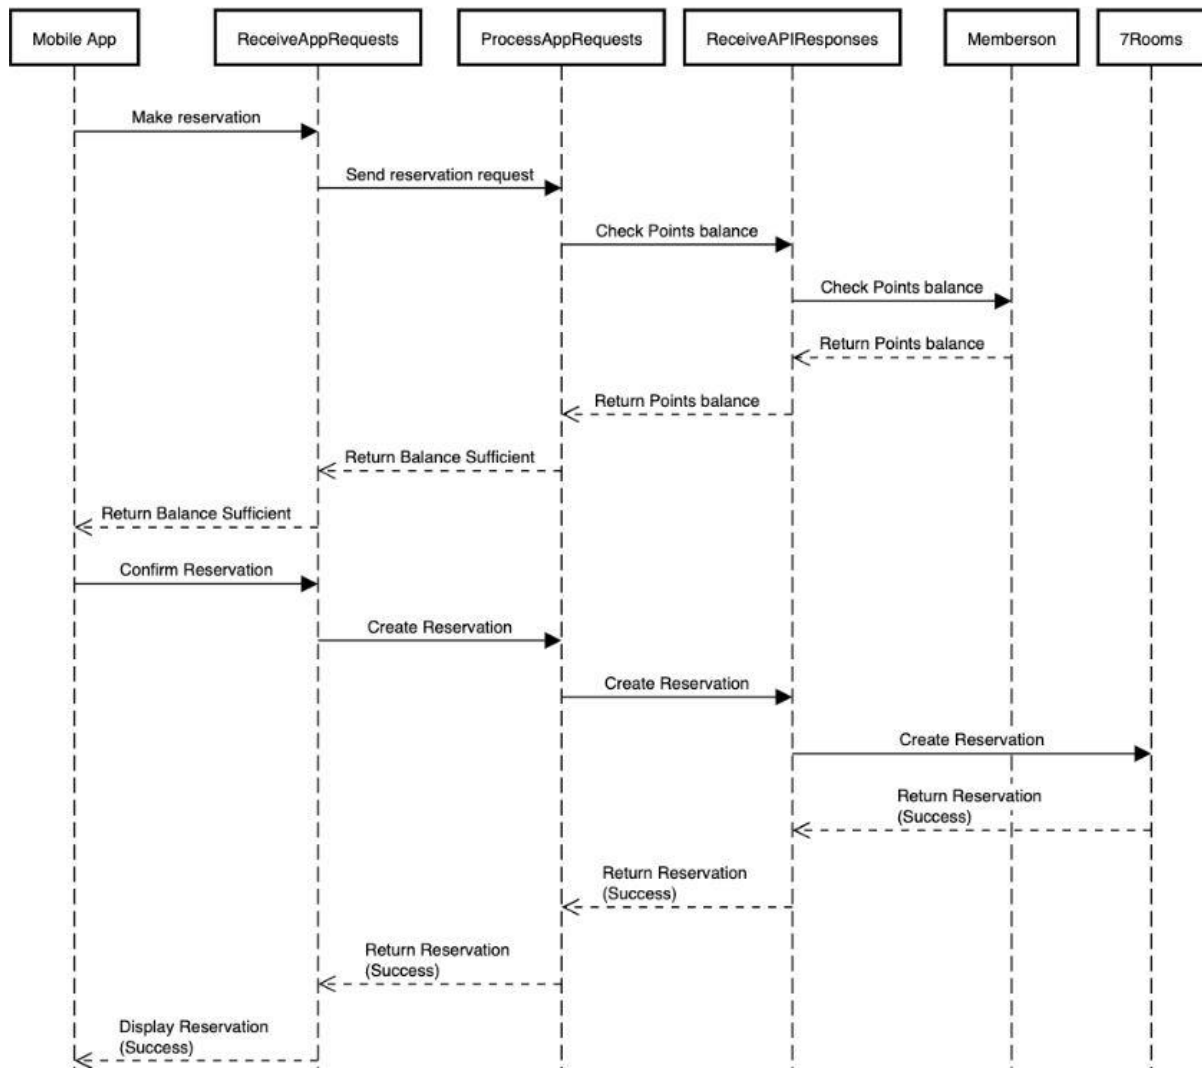 Mobile App
ReceiveAppRequests
ProcessAppRequests
ReceiveAPIResponses
Memberson
7Rooms
Make reservation
Send reservation request
Check Points balance
Check Points balance
Return Points balance
Return Points balance
Return Balance Sufficient
Return Balance Sufficient
Confirm Reservation
Create Reservation
Create Reservation
Create Reservation
Return Reservation
(Success)
Return Reservation
(Success)
Return Reservation
(Success)
Display Reservation
(Success)